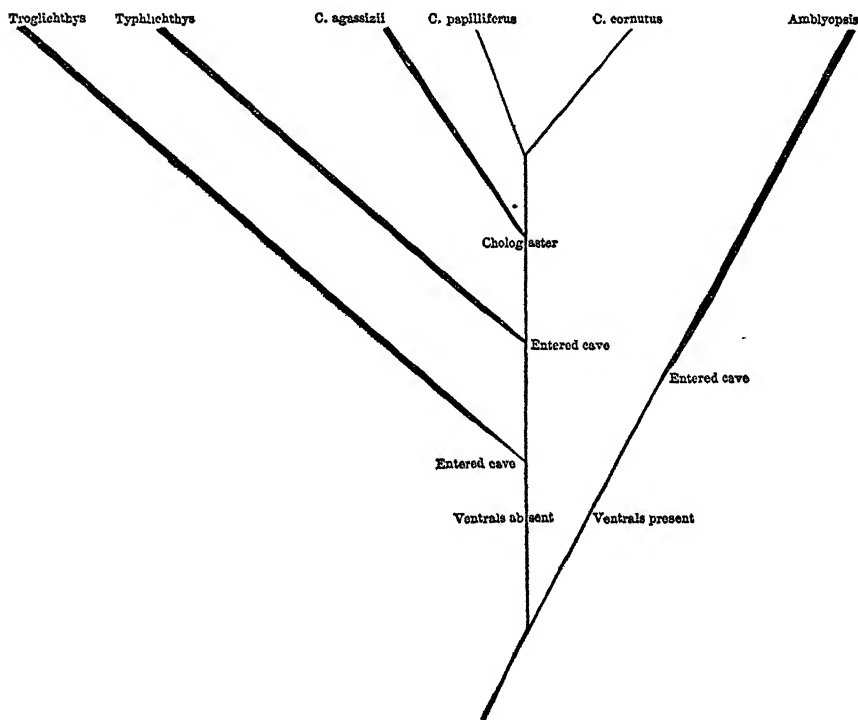 Troglichthys Typhlichthys C. agassizii C. papilliferus C. cornutus Amblyopsis
Chologaster
Entered cave
Entered cave
Entered cave
Ventrals absent Ventrals present